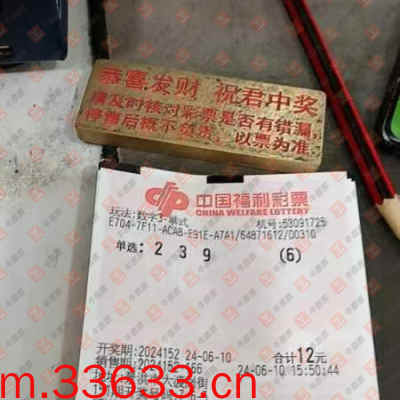 恭喜发财 祝君中奖
请及时核对彩票是否有错漏,
停售后概不负责,以票为准
中国福利彩票
CHINA WELFARE LOTTERY
玩法:数字3-单式
机号:53091725
E704-7F11-ACAB-E91E-A7A1/64871612/00310
单选: 2 3 9 (6)
开奖期:2024152 24-06-10 合计12元
24-06-10 15:50:44
m.33633.cn